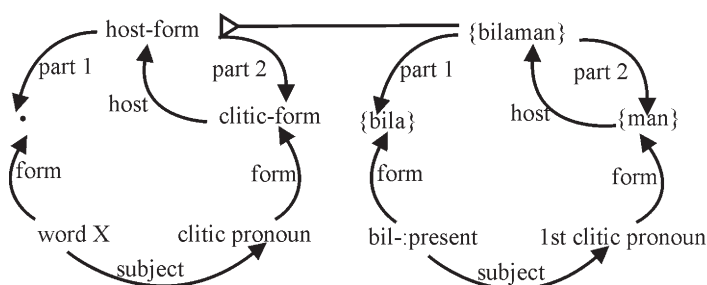 host-form {bilaman}
part 1 part 2 part 1 part 2
host host
• clitic-form {bila} {man}
form form form form
word X clitic pronoun bil-:present 1st clitic pronoun
subject subject